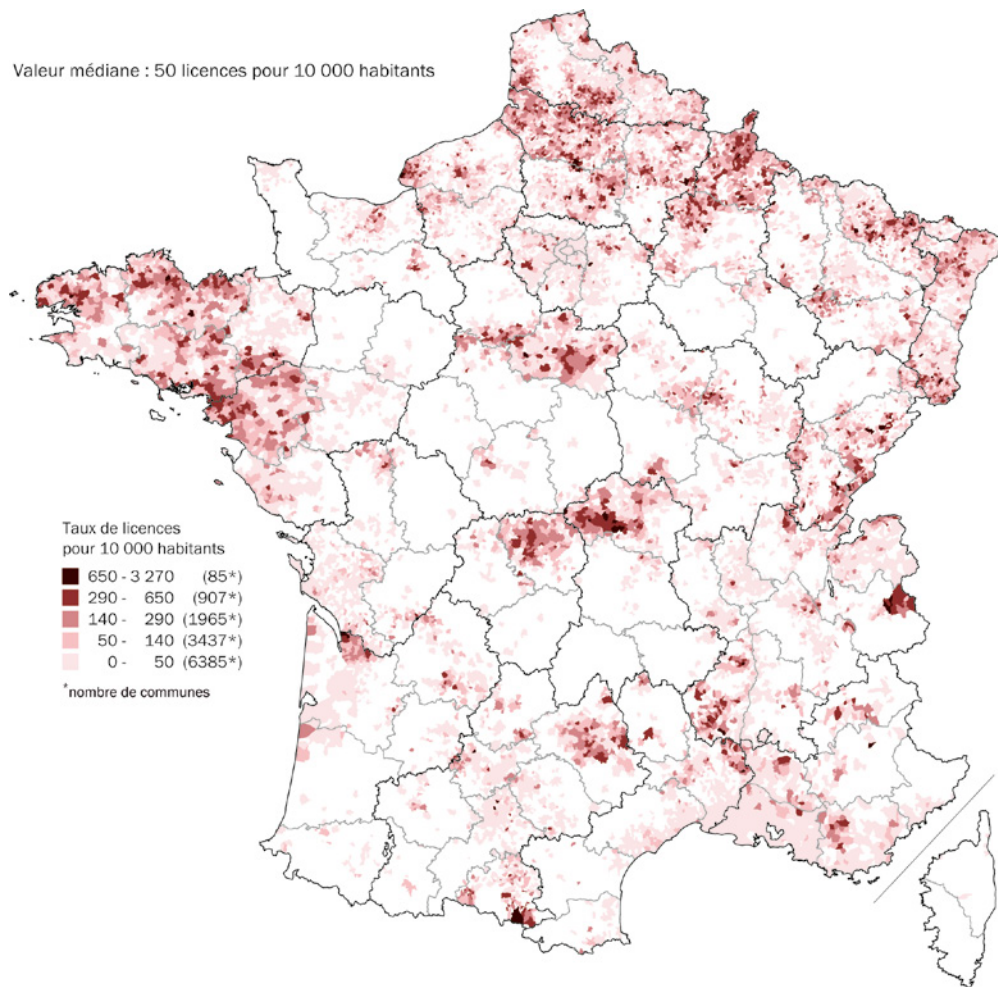 Valeur médiane : 50 licences pour 10 000 habitants
Taux de licences
pour 10 000 habitants
650 - 3 270 (85*)
290 - 650 (907*)
140 - 290 (1965*)
50 - 140 (3437*)
0 - 50 (6385*)
*nombre de communes